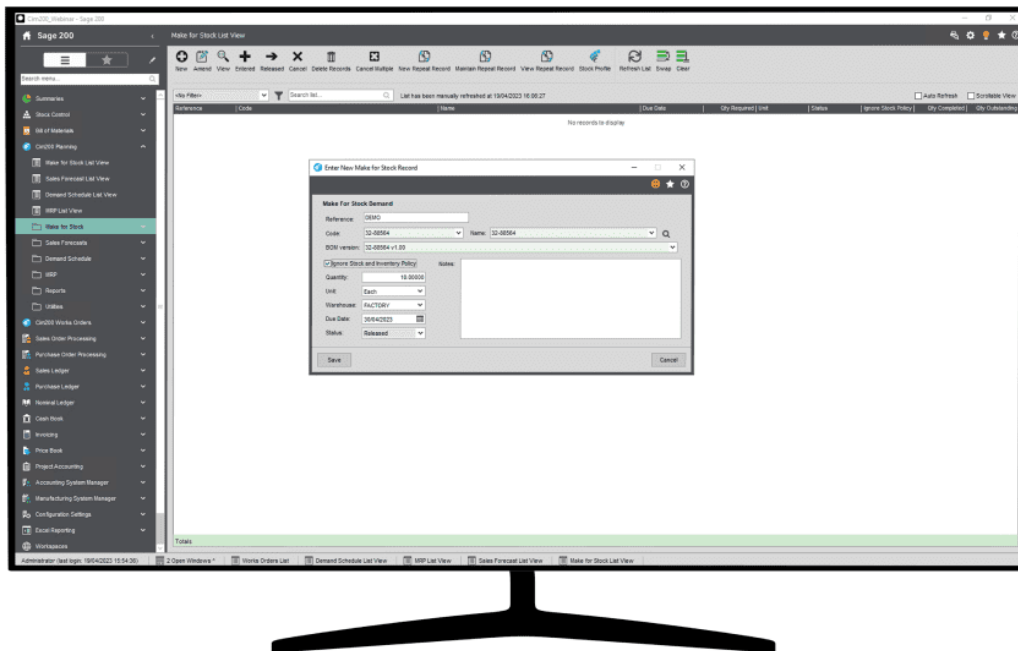 Cim200_Webinar - Sage 200
Sage 200
Make for Stock List View
New Amend View Entered Released Cancel Delete Records Cancel Multiple New Repeat Record Maintain Repeat Record View Repeat Record Stock Profile Refresh List Swap Clear
Search menu...
<No Filter> Search list... List has been manually refreshed at 19/04/2023 16:06:27 Auto Refresh Scrollable View
Reference Code Name Due Date Qty Required Unit Status Ignore Stock Policy Qty Completed Qty Outstanding
No records to display
Summaries
Stock Control
Bill of Materials
Cim200 Planning
Make for Stock List View
Sales Forecast List View
Demand Schedule List View
MRP List View
Make for Stock
Sales Forecasts
Demand Schedule
MRP
Reports
Utilities
Cim200 Works Orders
Sales Order Processing
Purchase Order Processing
Sales Ledger
Purchase Ledger
Nominal Ledger
Cash Book
Invoicing
Price Book
Project Accounting
Accounting System Manager
Manufacturing System Manager
Configuration Settings
Excel Reporting
Workspaces
Enter New Make for Stock Record
Make For Stock Demand
Reference: DEMO
Code: 32-80504 Name: 32-80504
BOM version: 32-80504 v1.00
Ignore Stock and Inventory Policy Notes:
Quantity: 10.00000
Unit: Each
Warehouse: FACTORY
Due Date: 30/04/2023
Status: Released
Save Cancel
Totals
Administrator (last login: 19/04/2023 15:54:36) 2 Open Windows Works Orders List Demand Schedule List View MRP List View Sales Forecast List View Make for Stock List View